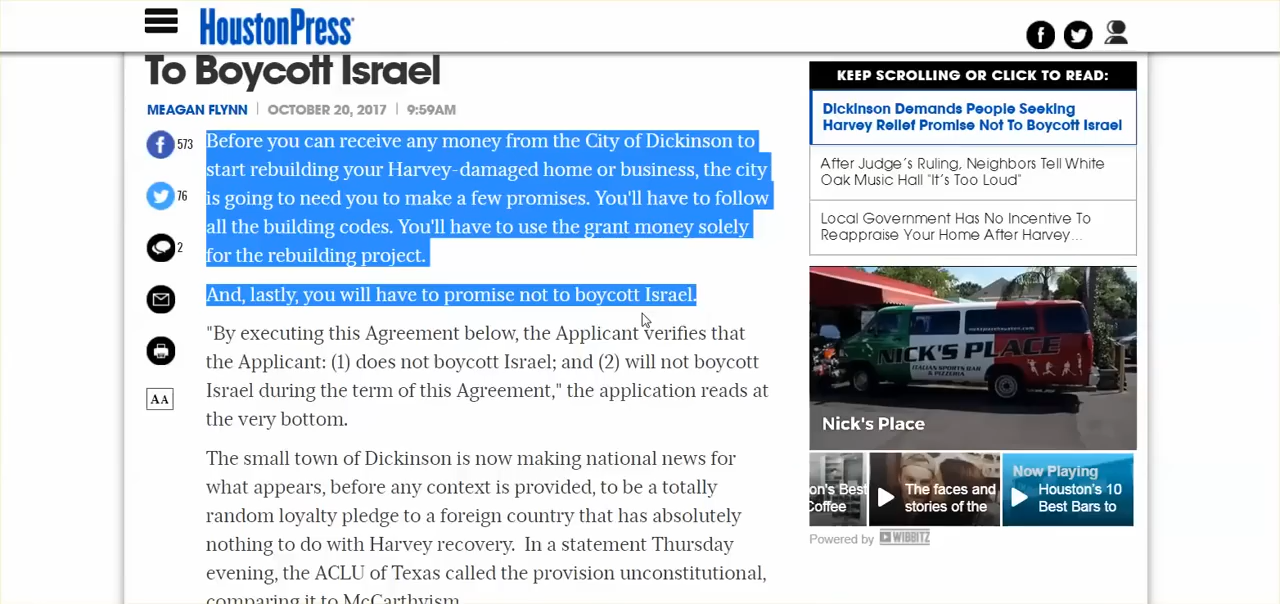 HoustonPress
To Boycott Israel
MEAGAN FLYNN | OCTOBER 20, 2017 | 9:59AM
573
76
2
AA
Before you can receive any money from the City of Dickinson to
start rebuilding your Harvey-damaged home or business, the city
is going to need you to make a few promises. You'll have to follow
all the building codes. You'll have to use the grant money solely
for the rebuilding project.
And, lastly, you will have to promise not to boycott Israel.
"By executing this Agreement below, the Applicant verifies that
the Applicant: (1) does not boycott Israel; and (2) will not boycott
Israel during the term of this Agreement," the application reads at
the very bottom.
The small town of Dickinson is now making national news for
what appears, before any context is provided, to be a totally
random loyalty pledge to a foreign country that has absolutely
nothing to do with Harvey recovery. In a statement Thursday
evening, the ACLU of Texas called the provision unconstitutional,
comparing it to McCarthyism.
KEEP SCROLLING OR CLICK TO READ:
Dickinson Demands People Seeking
Harvey Relief Promise Not To Boycott Israel
After Judge's Ruling, Neighbors Tell White
Oak Music Hall "It's Too Loud"
Local Government Has No Incentive To
Reappraise Your Home After Harvey...
NICK'S PLACE
ITALIAN SPORTS BAR
& PIZZERIA
Nick's Place
on's Best
Coffee
The faces and
stories of the
Now Playing
Houston's 10
Best Bars to
Powered by WIBBITZ